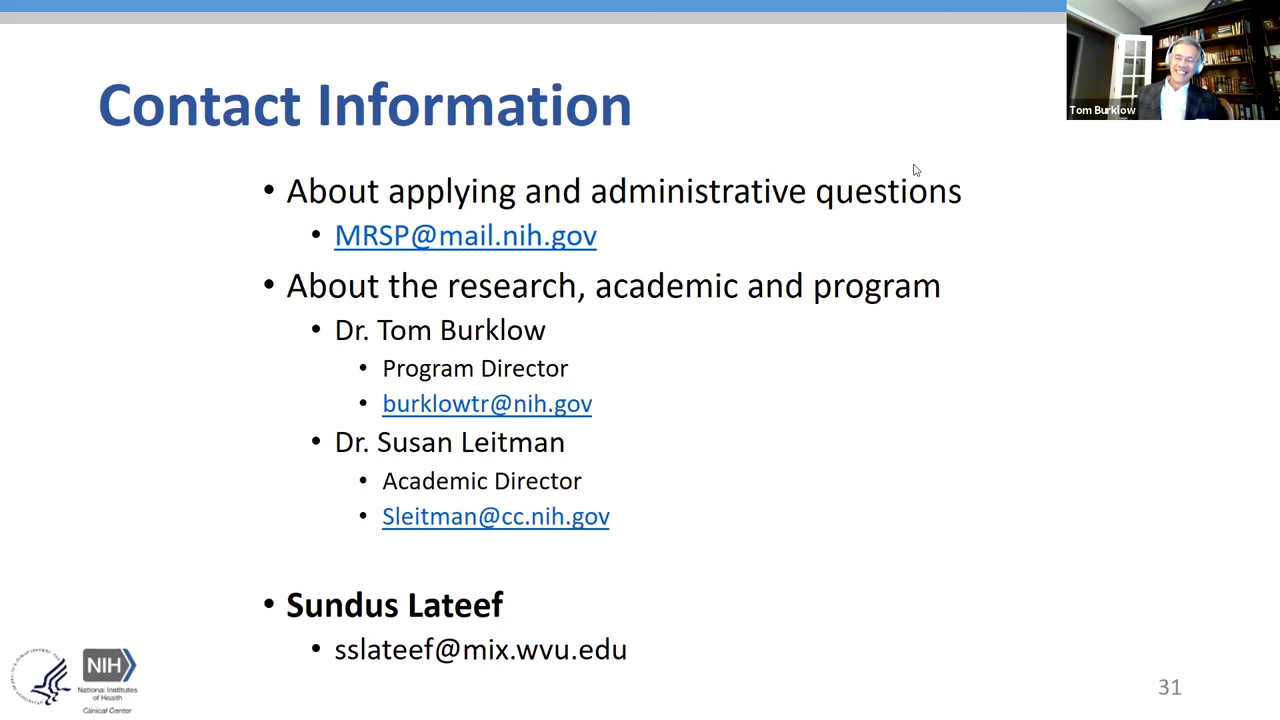 Tom Burklow
Contact Information
• About applying and administrative questions
• MRSP@mail.nih.gov
• About the research, academic and program
• Dr. Tom Burklow
• Program Director
• burklowtr@nih.gov
• Dr. Susan Leitman
• Academic Director
• Sleitman@cc.nih.gov
• Sundus Lateef
• sslateef@mix.wvu.edu
NIH
National Institutes
of Health
Clinical Center
31